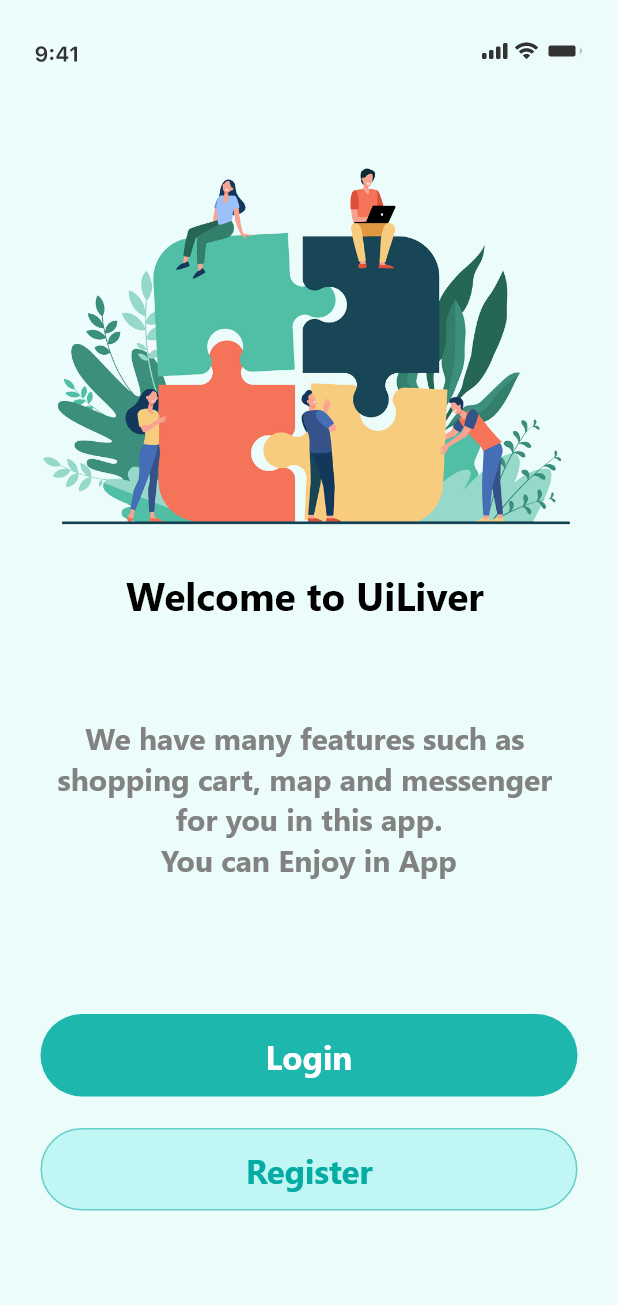 9:41
Welcome to UiLiver
We have many features such as
shopping cart, map and messenger
for you in this app.
You can Enjoy in App
Login
Register